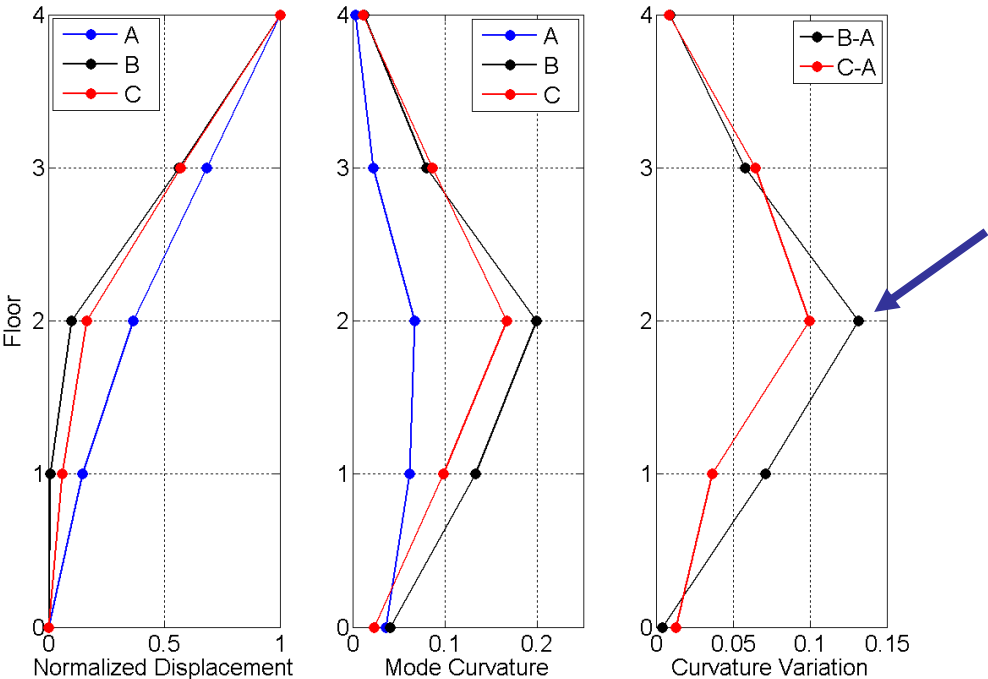 Floor
4
3
2
1
0
A
B
C
0
0.5
1
Normalized Displacement
4
3
2
1
0
A
B
C
0
0.1
0.2
Mode Curvature
4
3
2
1
0
B-A
C-A
0
0.05
0.1
0.15
Curvature Variation